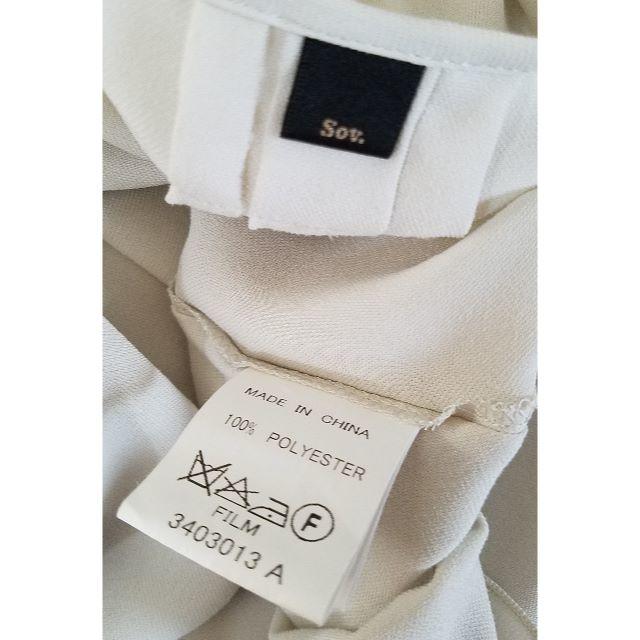 Sov.
MADE IN CHINA
100% POLYESTER
F
FILM
3403013 A